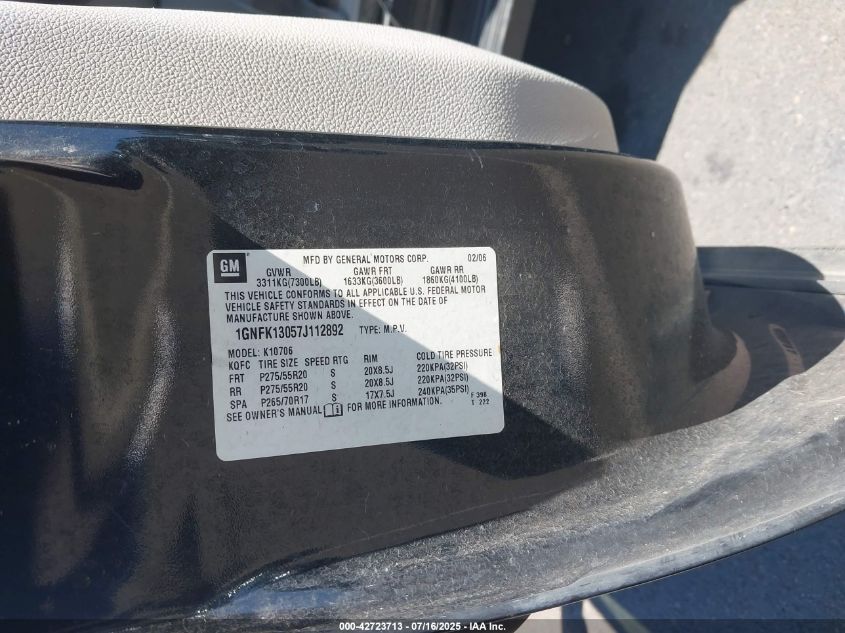 GM
MFD BY GENERAL MOTORS CORP. 02/06
GVWR GAWR FRT GAWR RR
3311KG(7300LB) 1633KG(3600LB) 1860KG(4100LB)
THIS VEHICLE CONFORMS TO ALL APPLICABLE U.S. FEDERAL MOTOR
VEHICLE SAFETY STANDARDS IN EFFECT ON THE DATE OF
MANUFACTURE SHOWN ABOVE.
1GNFK13057J112892 TYPE: M.P.V.
MODEL: K10706
KQFC TIRE SIZE SPEED RTG RIM COLD TIRE PRESSURE
FRT P275/55R20 S 20X8.5J 220KPA(32PSI)
RR P275/55R20 S 20X8.5J 220KPA(32PSI)
SPA P265/70R17 S 17X7.5J 240KPA(35PSI)
SEE OWNER'S MANUAL FOR MORE INFORMATION.
F 398
T 222
000-42723713 - 07/16/2025 - IAA Inc.